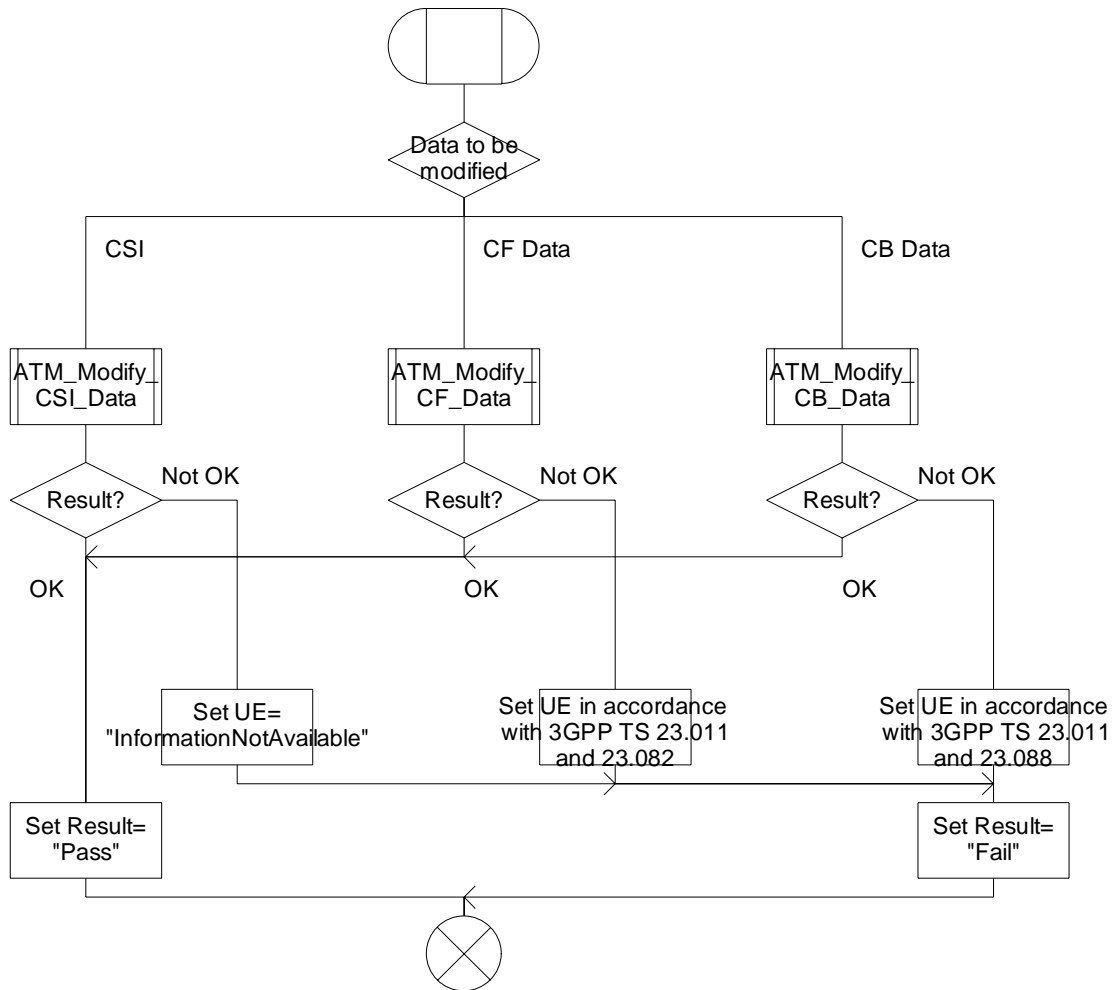 Data to be
modified
CSI
CF Data
CB Data
ATM_Modify_
CSI_Data
ATM_Modify_
CF_Data
ATM_Modify_
CB_Data
Result?
Not OK
Result?
Not OK
Result?
Not OK
OK
OK
OK
Set UE=
"InformationNotAvailable"
Set UE in accordance
with 3GPP TS 23.011
and 23.082
Set UE in accordance
with 3GPP TS 23.011
and 23.088
Set Result=
"Pass"
Set Result=
"Fail"